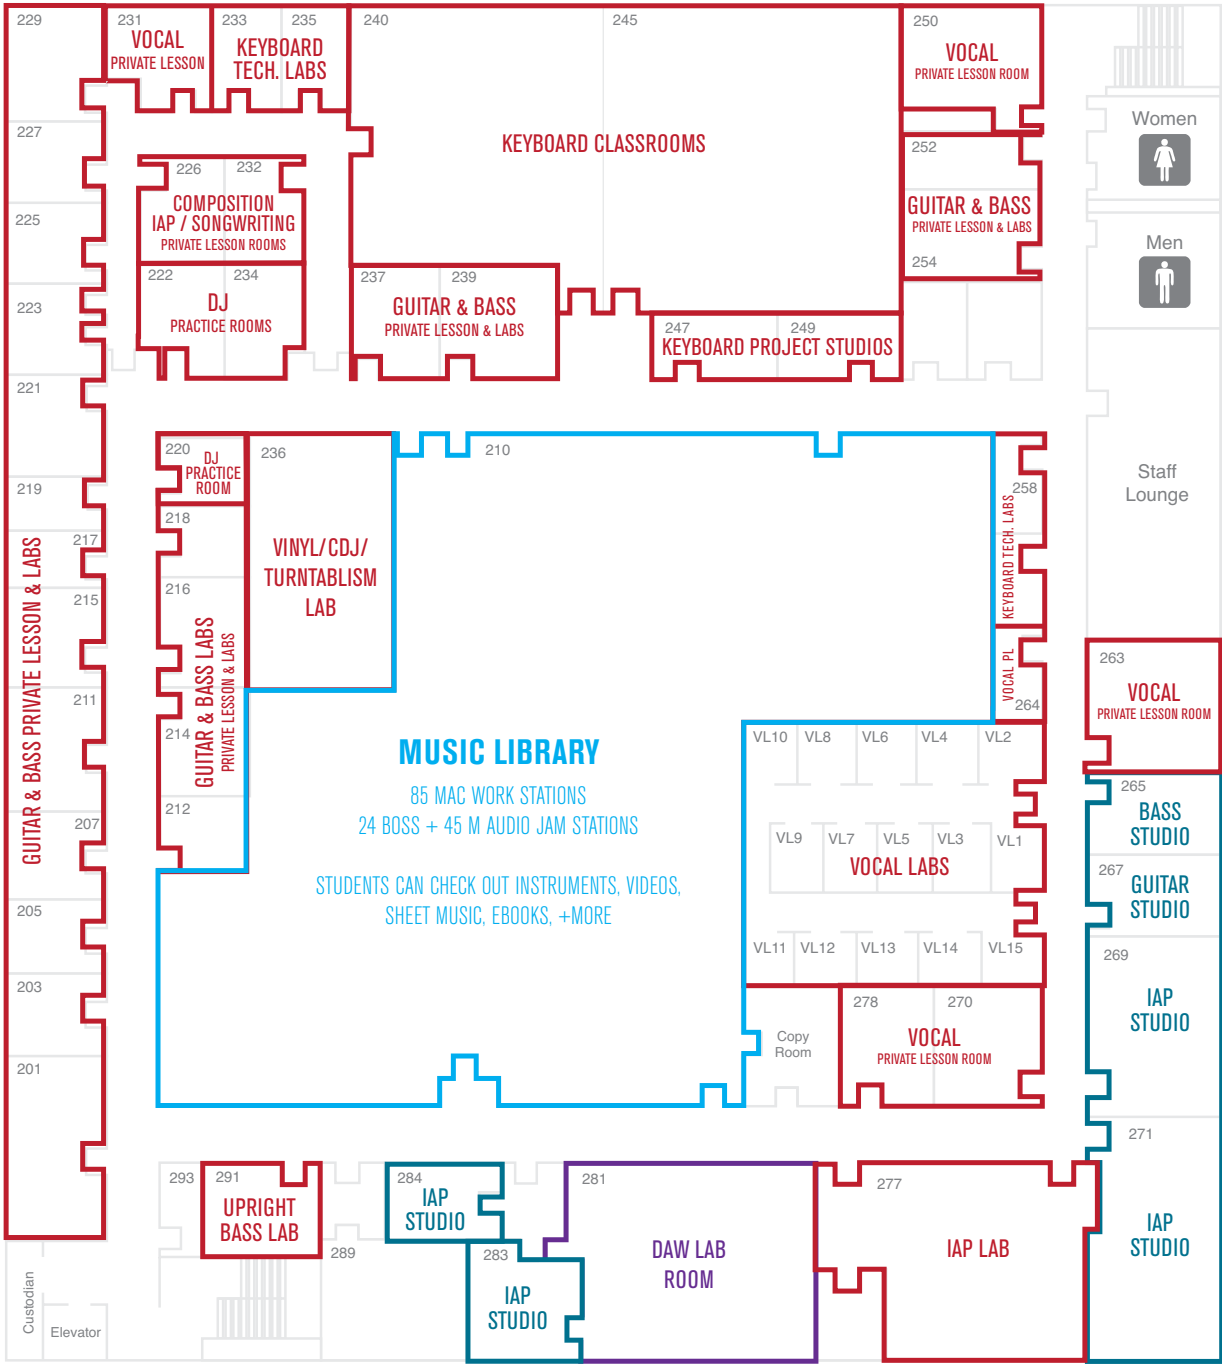 229
231
VOCAL
PRIVATE LESSON
233
235
KEYBOARD
TECH. LABS
240
245
KEYBOARD CLASSROOMS
250
VOCAL
PRIVATE LESSON ROOM
Women
227
226
232
COMPOSITION
IAP / SONGWRITING
PRIVATE LESSON ROOMS
252
GUITAR & BASS
PRIVATE LESSON & LABS
254
Men
225
222
234
DJ
PRACTICE ROOMS
237
239
GUITAR & BASS
PRIVATE LESSON & LABS
247
249
KEYBOARD PROJECT STUDIOS
223
221
219
217
215
211
207
205
203
201
GUITAR & BASS PRIVATE LESSON & LABS
220
DJ
PRACTICE
ROOM
236
VINYL/CDJ/
TURNTABLISM
LAB
218
216
214
212
GUITAR & BASS LABS
PRIVATE LESSON & LABS
210
MUSIC LIBRARY
85 MAC WORK STATIONS
24 BOSS + 45 M AUDIO JAM STATIONS
STUDENTS CAN CHECK OUT INSTRUMENTS, VIDEOS,
SHEET MUSIC, EBOOKS, +MORE
258
KEYBOARD TECH. LABS
VOCAL PL
264
Staff
Lounge
263
VOCAL
PRIVATE LESSON ROOM
VL10
VL8
VL6
VL4
VL2
VL9
VL7
VL5
VL3
VL1
VOCAL LABS
VL11
VL12
VL13
VL14
VL15
265
BASS
STUDIO
267
GUITAR
STUDIO
269
IAP
STUDIO
Copy
Room
278
270
VOCAL
PRIVATE LESSON ROOM
271
IAP
STUDIO
293
291
UPRIGHT
BASS LAB
289
284
IAP
STUDIO
283
IAP
STUDIO
281
DAW LAB
ROOM
277
IAP LAB
Custodian
Elevator